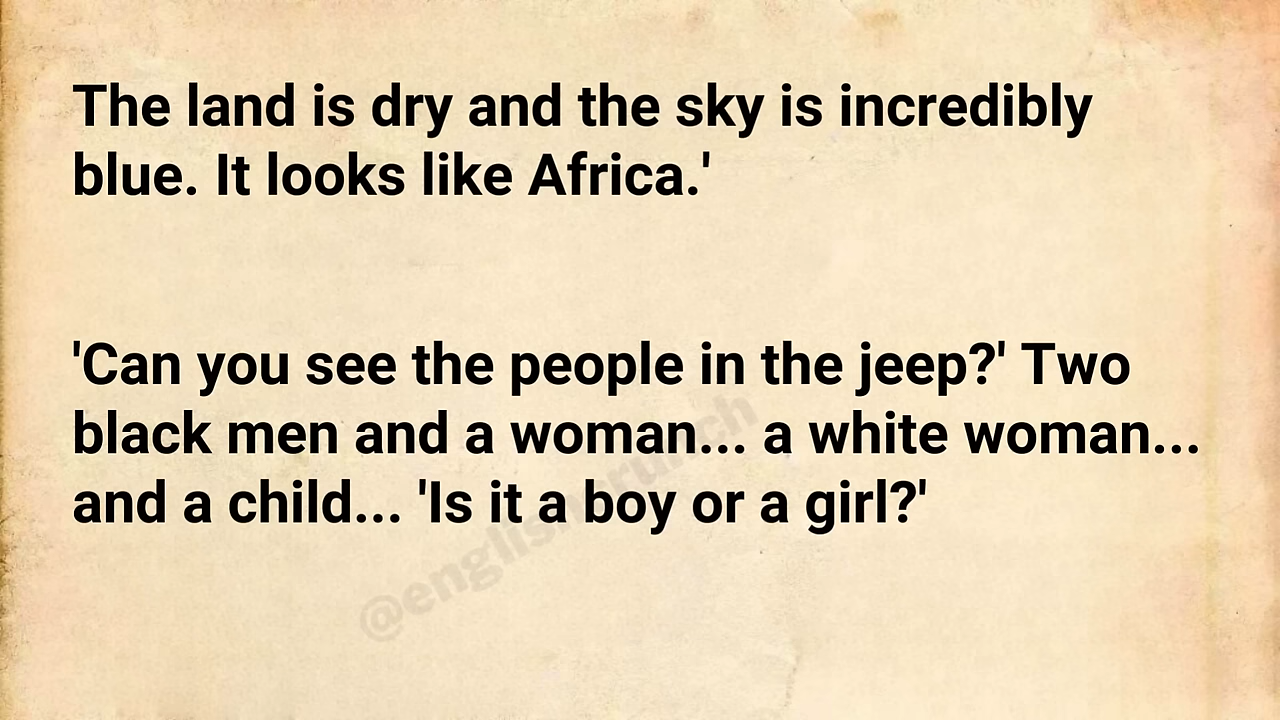 The land is dry and the sky is incredibly
blue. It looks like Africa.'
'Can you see the people in the jeep?' Two
black men and a woman... a white woman...
and a child... 'Is it a boy or a girl?'